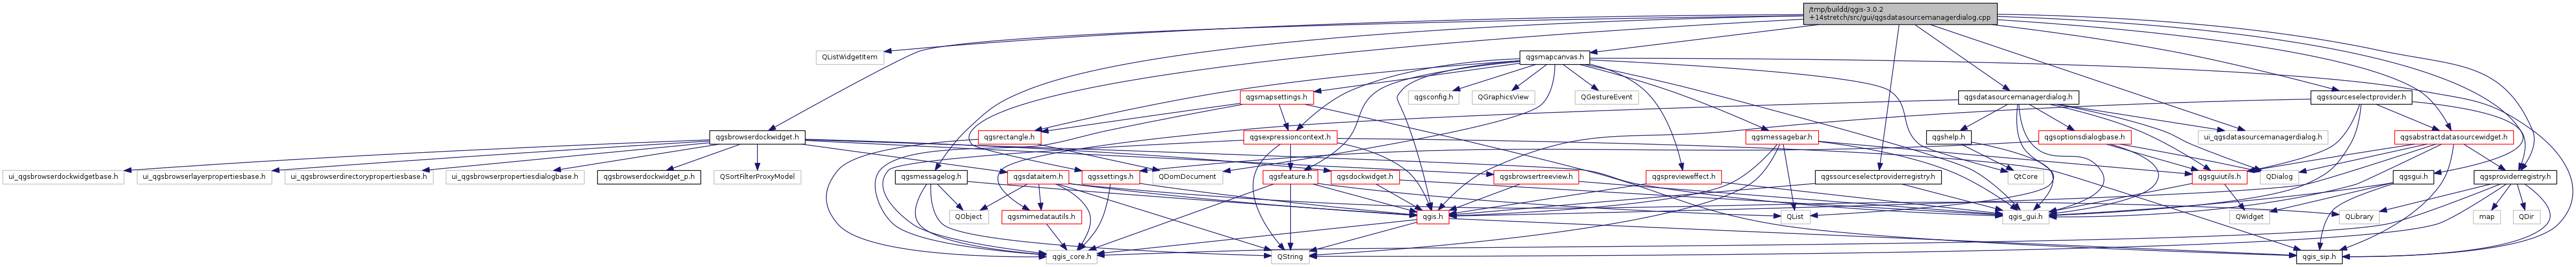 /tmp/buildd/qgis-3.0.2
+14stretch/src/gui/qgsdatasourcemanagerdialog.cpp
QListWidgetItem
qgsmapcanvas.h
qgsmapsettings.h
qgsconfig.h
QGraphicsView
QGestureEvent
qgsdatasourcemanagerdialog.h
qgssourceselectprovider.h
qgsbrowserdockwidget.h
qgsrectangle.h
qgsexpressioncontext.h
qgsmessagebar.h
qgshelp.h
qgsoptionsdialogbase.h
ui_qgsdatasourcemanagerdialog.h
qgsabstractdatasourcewidget.h
ui_qgsbrowserdockwidgetbase.h
ui_qgsbrowserlayerpropertiesbase.h
ui_qgsbrowserdirectorypropertiesbase.h
ui_qgsbrowserpropertiesdialogbase.h
qgsbrowserdockwidget_p.h
QSortFilterProxyModel
qgsmessagelog.h
qgsdataitem.h
qgssettings.h
QDomDocument
qgsfeature.h
qgsdockwidget.h
qgsbrowsertreeview.h
qgsprevieweffect.h
qgssourceselectproviderregistry.h
QtCore
qgsguiutils.h
QDialog
qgsgui.h
qgsproviderregistry.h
QObject
qgsmimedatautils.h
qgis.h
QList
qgis_gui.h
QWidget
QLibrary
map
QDir
qgis_core.h
QString
qgis_sip.h